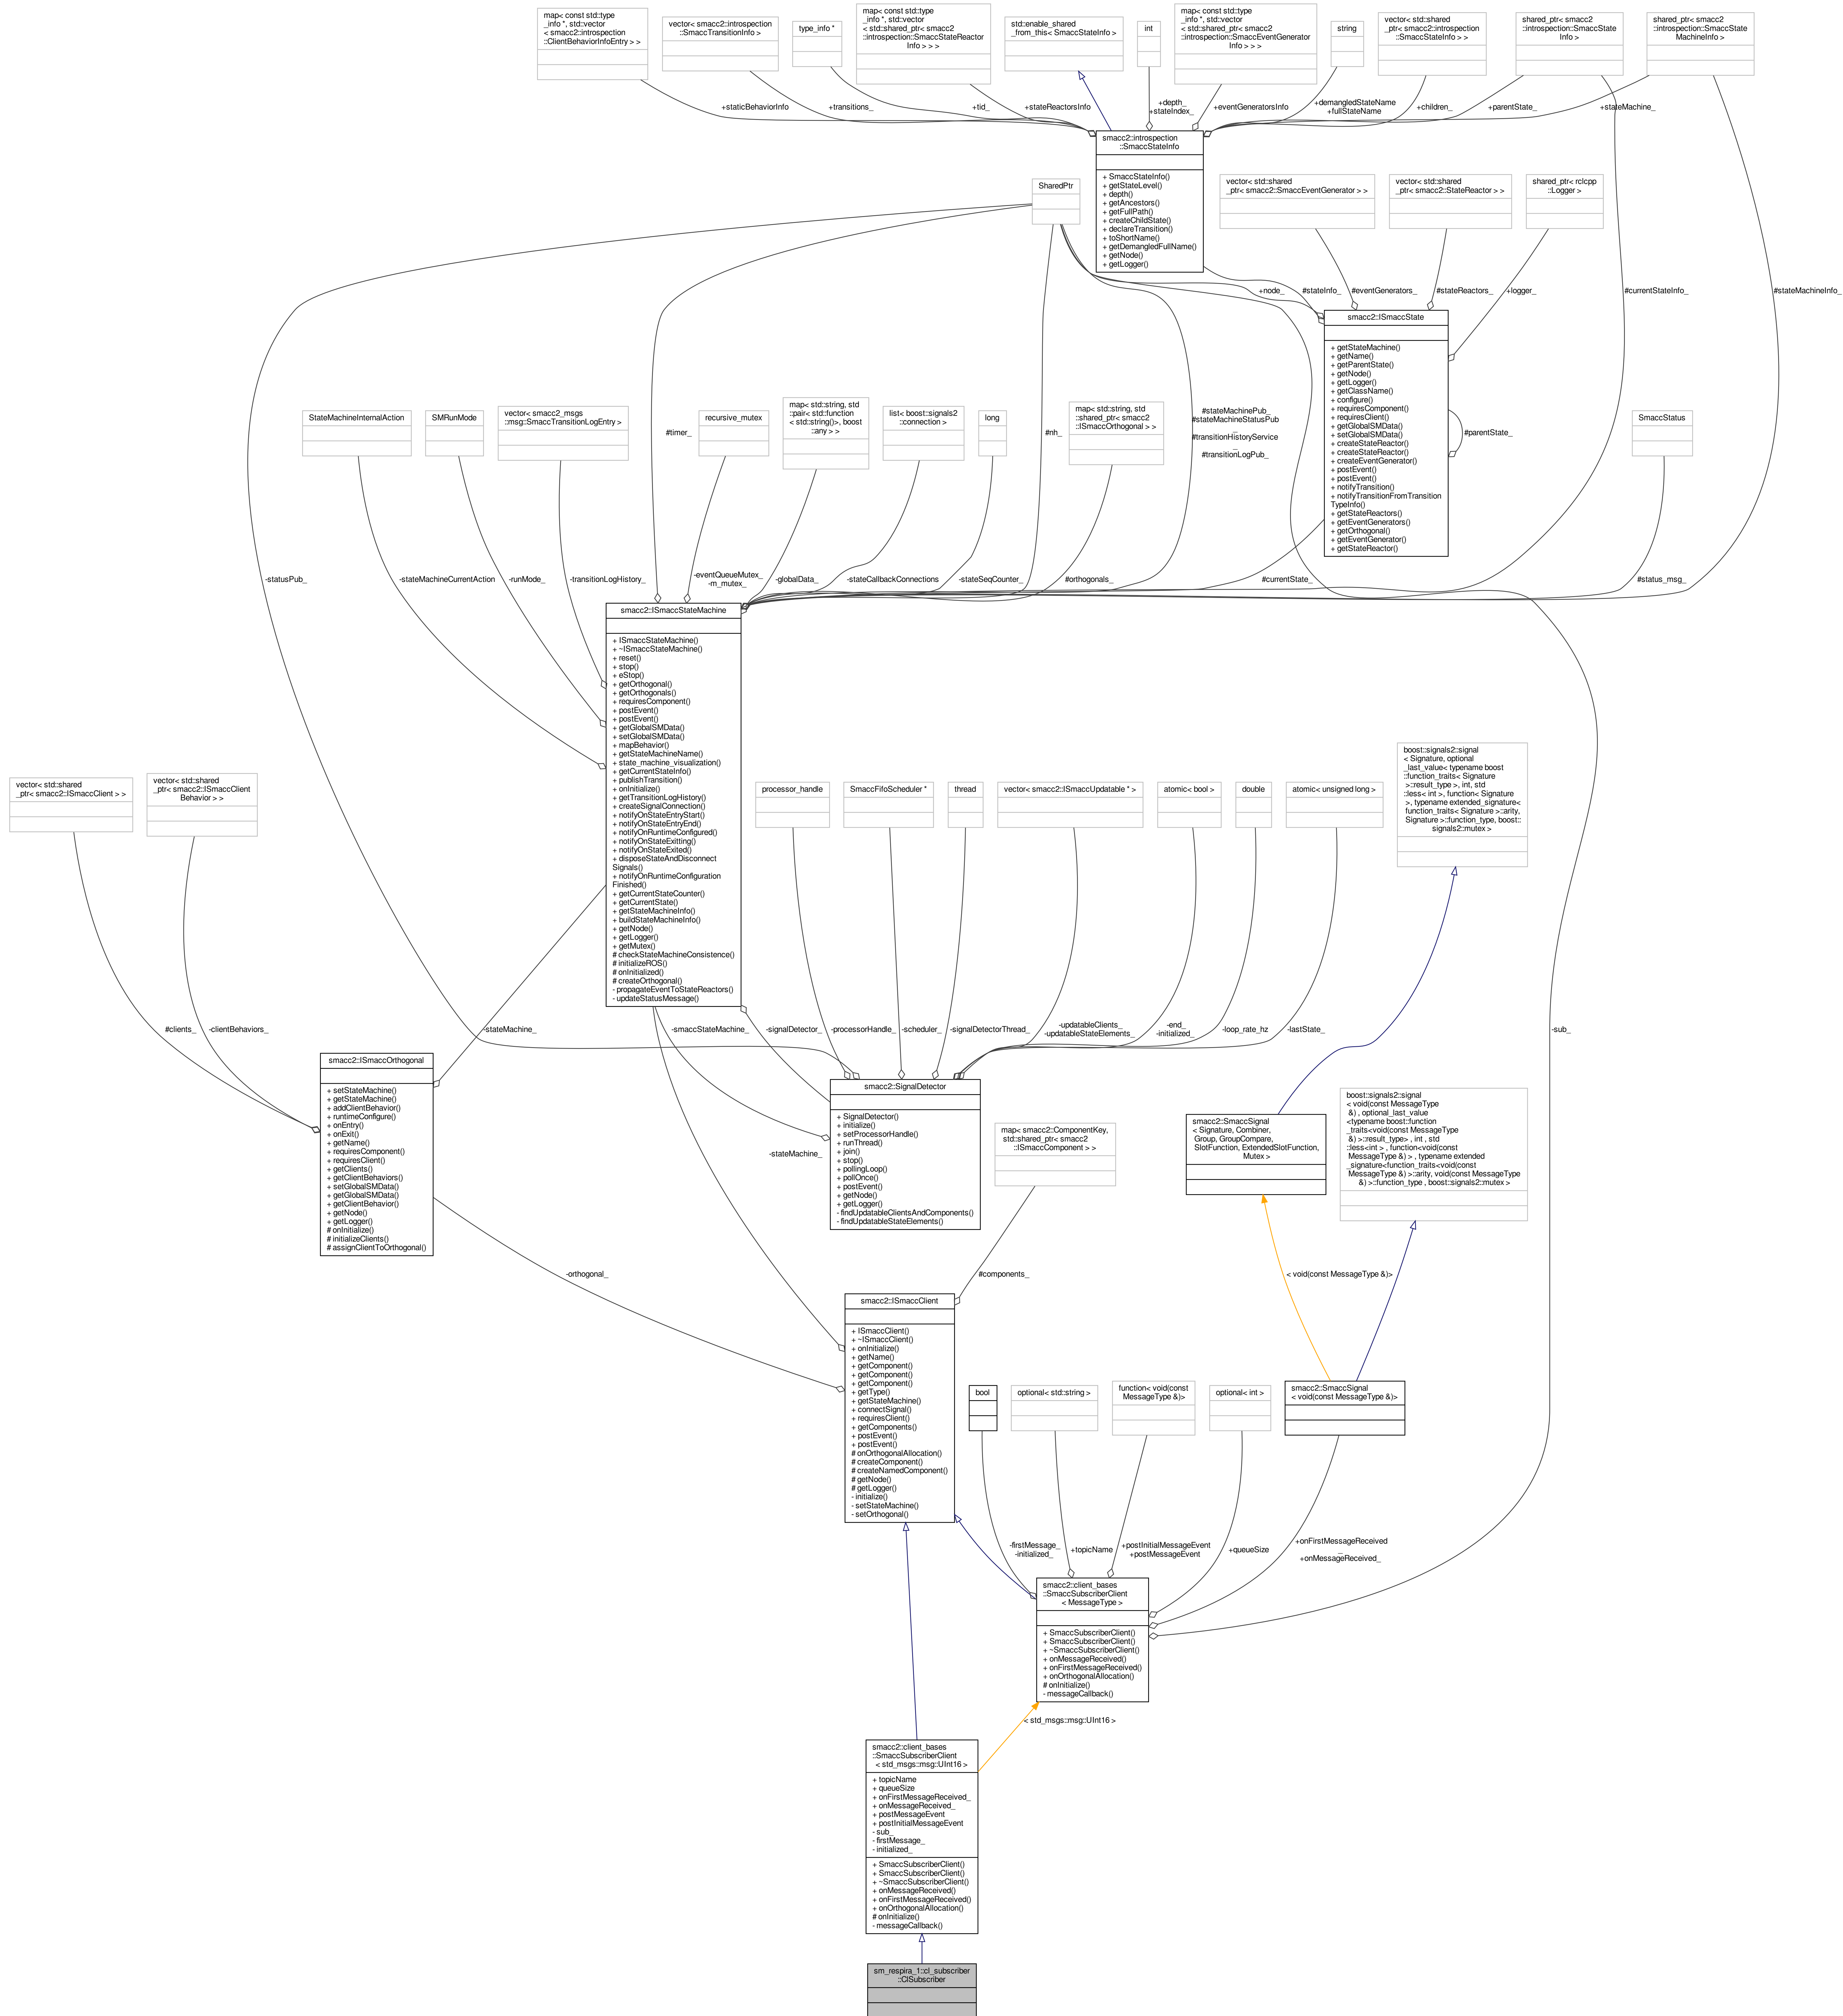 map< const std::type
_info *, std::vector
< smacc2::introspection
::ClientBehaviorInfoEntry > >
vector< smacc2::introspection
::SmaccTransitionInfo >
type_info *
map< const std::type
_info *, std::vector
< std::shared_ptr< smacc2
::introspection::SmaccStateReactor
Info > > >
std::enable_shared
_from_this< SmaccStateInfo >
int
map< const std::type
_info *, std::vector
< std::shared_ptr< smacc2
::introspection::SmaccEventGenerator
Info > > >
string
vector< std::shared
_ptr< smacc2::introspection
::SmaccStateInfo > >
shared_ptr< smacc2
::introspection::SmaccState
Info >
shared_ptr< smacc2
::introspection::SmaccState
MachineInfo >
+staticBehaviorInfo
+transitions_
+tid_
+stateReactorsInfo
+depth_
+stateIndex_
+eventGeneratorsInfo
+demangledStateName
+fullStateName
+children_
+parentState_
+stateMachine_
smacc2::introspection
::SmaccStateInfo
+ SmaccStateInfo()
+ getStateLevel()
+ depth()
+ getAncestors()
+ getFullPath()
+ createChildState()
+ declareTransition()
+ toShortName()
+ getDemangledFullName()
+ getNode()
+ getLogger()
SharedPtr
vector< std::shared
_ptr< smacc2::SmaccEventGenerator > >
vector< std::shared
_ptr< smacc2::StateReactor > >
shared_ptr< rclcpp
::Logger >
+node_
#stateInfo_
#eventGenerators_
#stateReactors_
+logger_
#currentStateInfo_
#stateMachineInfo_
smacc2::ISmaccState
+ getStateMachine()
+ getName()
+ getParentState()
+ getNode()
+ getLogger()
+ getClassName()
+ configure()
+ requiresComponent()
+ requiresClient()
+ getGlobalSMData()
+ setGlobalSMData()
+ createStateReactor()
+ createStateReactor()
+ createEventGenerator()
+ postEvent()
+ postEvent()
+ notifyTransition()
+ notifyTransitionFromTransition
TypeInfo()
+ getStateReactors()
+ getEventGenerators()
+ getOrthogonal()
+ getEventGenerator()
+ getStateReactor()
#parentState_
StateMachineInternalAction
SMRunMode
vector< smacc2_msgs
::msg::SmaccTransitionLogEntry >
#timer_
recursive_mutex
map< std::string, std
::pair< std::function
< std::string()>, boost
::any > >
list< boost::signals2
::connection >
long
#nh_
map< std::string, std
::shared_ptr< smacc2
::ISmaccOrthogonal > >
#stateMachinePub_
#stateMachineStatusPub
_
#transitionHistoryService
_
#transitionLogPub_
SmaccStatus
-statusPub_
-stateMachineCurrentAction
-runMode_
-transitionLogHistory_
-eventQueueMutex_
-m_mutex_
-globalData_
-stateCallbackConnections
-stateSeqCounter_
#orthogonals_
#currentState_
#status_msg_
smacc2::ISmaccStateMachine
+ ISmaccStateMachine()
+ ~ISmaccStateMachine()
+ reset()
+ stop()
+ eStop()
+ getOrthogonal()
+ getOrthogonals()
+ requiresComponent()
+ postEvent()
+ postEvent()
+ getGlobalSMData()
+ setGlobalSMData()
+ mapBehavior()
+ getStateMachineName()
+ state_machine_visualization()
+ getCurrentStateInfo()
+ publishTransition()
+ onInitialize()
+ getTransitionLogHistory()
+ createSignalConnection()
+ notifyOnStateEntryStart()
+ notifyOnStateEntryEnd()
+ notifyOnRuntimeConfigured()
+ notifyOnStateExitting()
+ notifyOnStateExited()
+ disposeStateAndDisconnect
Signals()
+ notifyOnRuntimeConfiguration
Finished()
+ getCurrentStateCounter()
+ getCurrentState()
+ getStateMachineInfo()
+ buildStateMachineInfo()
+ getNode()
+ getLogger()
+ getMutex()
# checkStateMachineConsistence()
# initializeROS()
# onInitialized()
# createOrthogonal()
- propagateEventToStateReactors()
- updateStatusMessage()
vector< std::shared
_ptr< smacc2::ISmaccClient > >
vector< std::shared
_ptr< smacc2::ISmaccClient
Behavior > >
processor_handle
SmaccFifoScheduler *
thread
vector< smacc2::ISmaccUpdatable * >
atomic< bool >
double
atomic< unsigned long >
boost::signals2::signal
< Signature, optional
_last_value< typename boost
::function_traits< Signature
>::result_type >, int, std
::less< int >, function< Signature
>, typename extended_signature<
function_traits< Signature >::arity,
Signature >::function_type, boost::
signals2::mutex >
#clients_
-clientBehaviors_
-stateMachine_
-smaccStateMachine_
-signalDetector_
-processorHandle_
-scheduler_
-signalDetectorThread_
-updatableClients_
-updatableStateElements_
-end_
-initialized_
-loop_rate_hz
-lastState_
-sub_
smacc2::ISmaccOrthogonal
+ setStateMachine()
+ getStateMachine()
+ addClientBehavior()
+ runtimeConfigure()
+ onEntry()
+ onExit()
+ getName()
+ requiresComponent()
+ requiresClient()
+ getClients()
+ getClientBehaviors()
+ setGlobalSMData()
+ getGlobalSMData()
+ getClientBehavior()
+ getNode()
+ getLogger()
# onInitialize()
# initializeClients()
# assignClientToOrthogonal()
smacc2::SignalDetector
+ SignalDetector()
+ initialize()
+ setProcessorHandle()
+ runThread()
+ join()
+ stop()
+ pollingLoop()
+ pollOnce()
+ postEvent()
+ getNode()
+ getLogger()
- findUpdatableClientsAndComponents()
- findUpdatableStateElements()
-stateMachine_
map< smacc2::ComponentKey,
std::shared_ptr< smacc2
::ISmaccComponent > >
smacc2::SmaccSignal
< Signature, Combiner,
Group, GroupCompare,
SlotFunction, ExtendedSlotFunction,
Mutex >
boost::signals2::signal
< void(const MessageType
&) , optional_last_value
<typename boost::function
_traits<void(const MessageType
&) >::result_type> , int , std
::less<int > , function<void(const
MessageType &) > , typename extended
_signature<function_traits<void(const
MessageType &) >::arity, void(const MessageType
&) >::function_type , boost::signals2::mutex >
-orthogonal_
#components_
< void(const MessageType &)>
smacc2::ISmaccClient
+ ISmaccClient()
+ ~ISmaccClient()
+ onInitialize()
+ getName()
+ getComponent()
+ getComponent()
+ getComponent()
+ getType()
+ getStateMachine()
+ connectSignal()
+ requiresClient()
+ getComponents()
+ postEvent()
+ postEvent()
# onOrthogonalAllocation()
# createComponent()
# createNamedComponent()
# getNode()
# getLogger()
- initialize()
- setStateMachine()
- setOrthogonal()
bool
optional< std::string >
function< void(const
MessageType &)>
optional< int >
smacc2::SmaccSignal
< void(const MessageType &)>
-firstMessage_
-initialized_
+topicName
+postInitialMessageEvent
+postMessageEvent
+queueSize
+onFirstMessageReceived
_
+onMessageReceived_
smacc2::client_bases
::SmaccSubscriberClient
< MessageType >
+ SmaccSubscriberClient()
+ SmaccSubscriberClient()
+ ~SmaccSubscriberClient()
+ onMessageReceived()
+ onFirstMessageReceived()
+ onOrthogonalAllocation()
# onInitialize()
- messageCallback()
< std_msgs::msg::UInt16 >
smacc2::client_bases
::SmaccSubscriberClient
< std_msgs::msg::UInt16 >
+ topicName
+ queueSize
+ onFirstMessageReceived_
+ onMessageReceived_
+ postMessageEvent
+ postInitialMessageEvent
- sub_
- firstMessage_
- initialized_
+ SmaccSubscriberClient()
+ SmaccSubscriberClient()
+ ~SmaccSubscriberClient()
+ onMessageReceived()
+ onFirstMessageReceived()
+ onOrthogonalAllocation()
# onInitialize()
- messageCallback()
sm_respira_1::cl_subscriber
::ClSubscriber